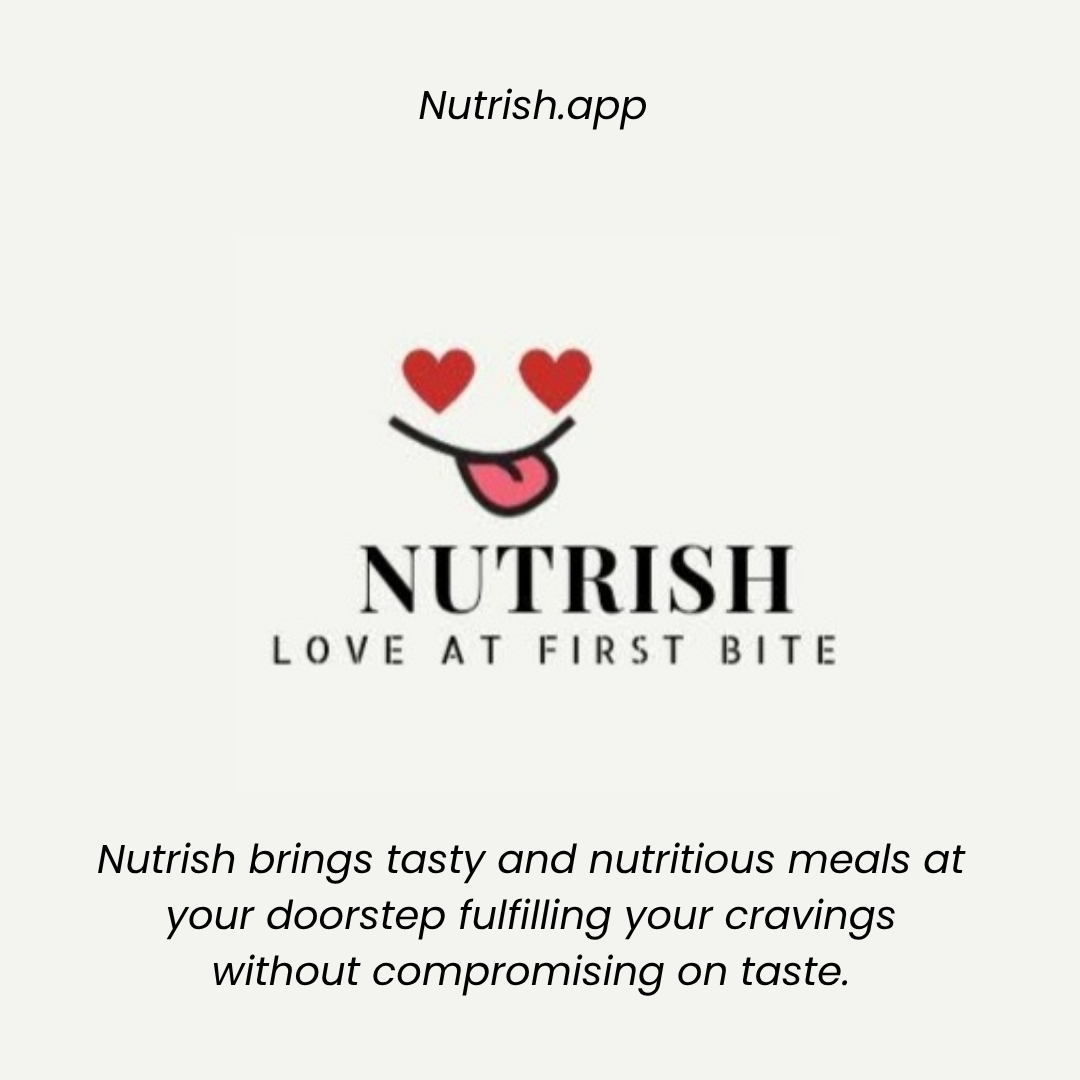 Nutrish.app
NUTRISH
LOVE AT FIRST BITE
Nutrish brings tasty and nutritious meals at
your doorstep fulfilling your cravings
without compromising on taste.